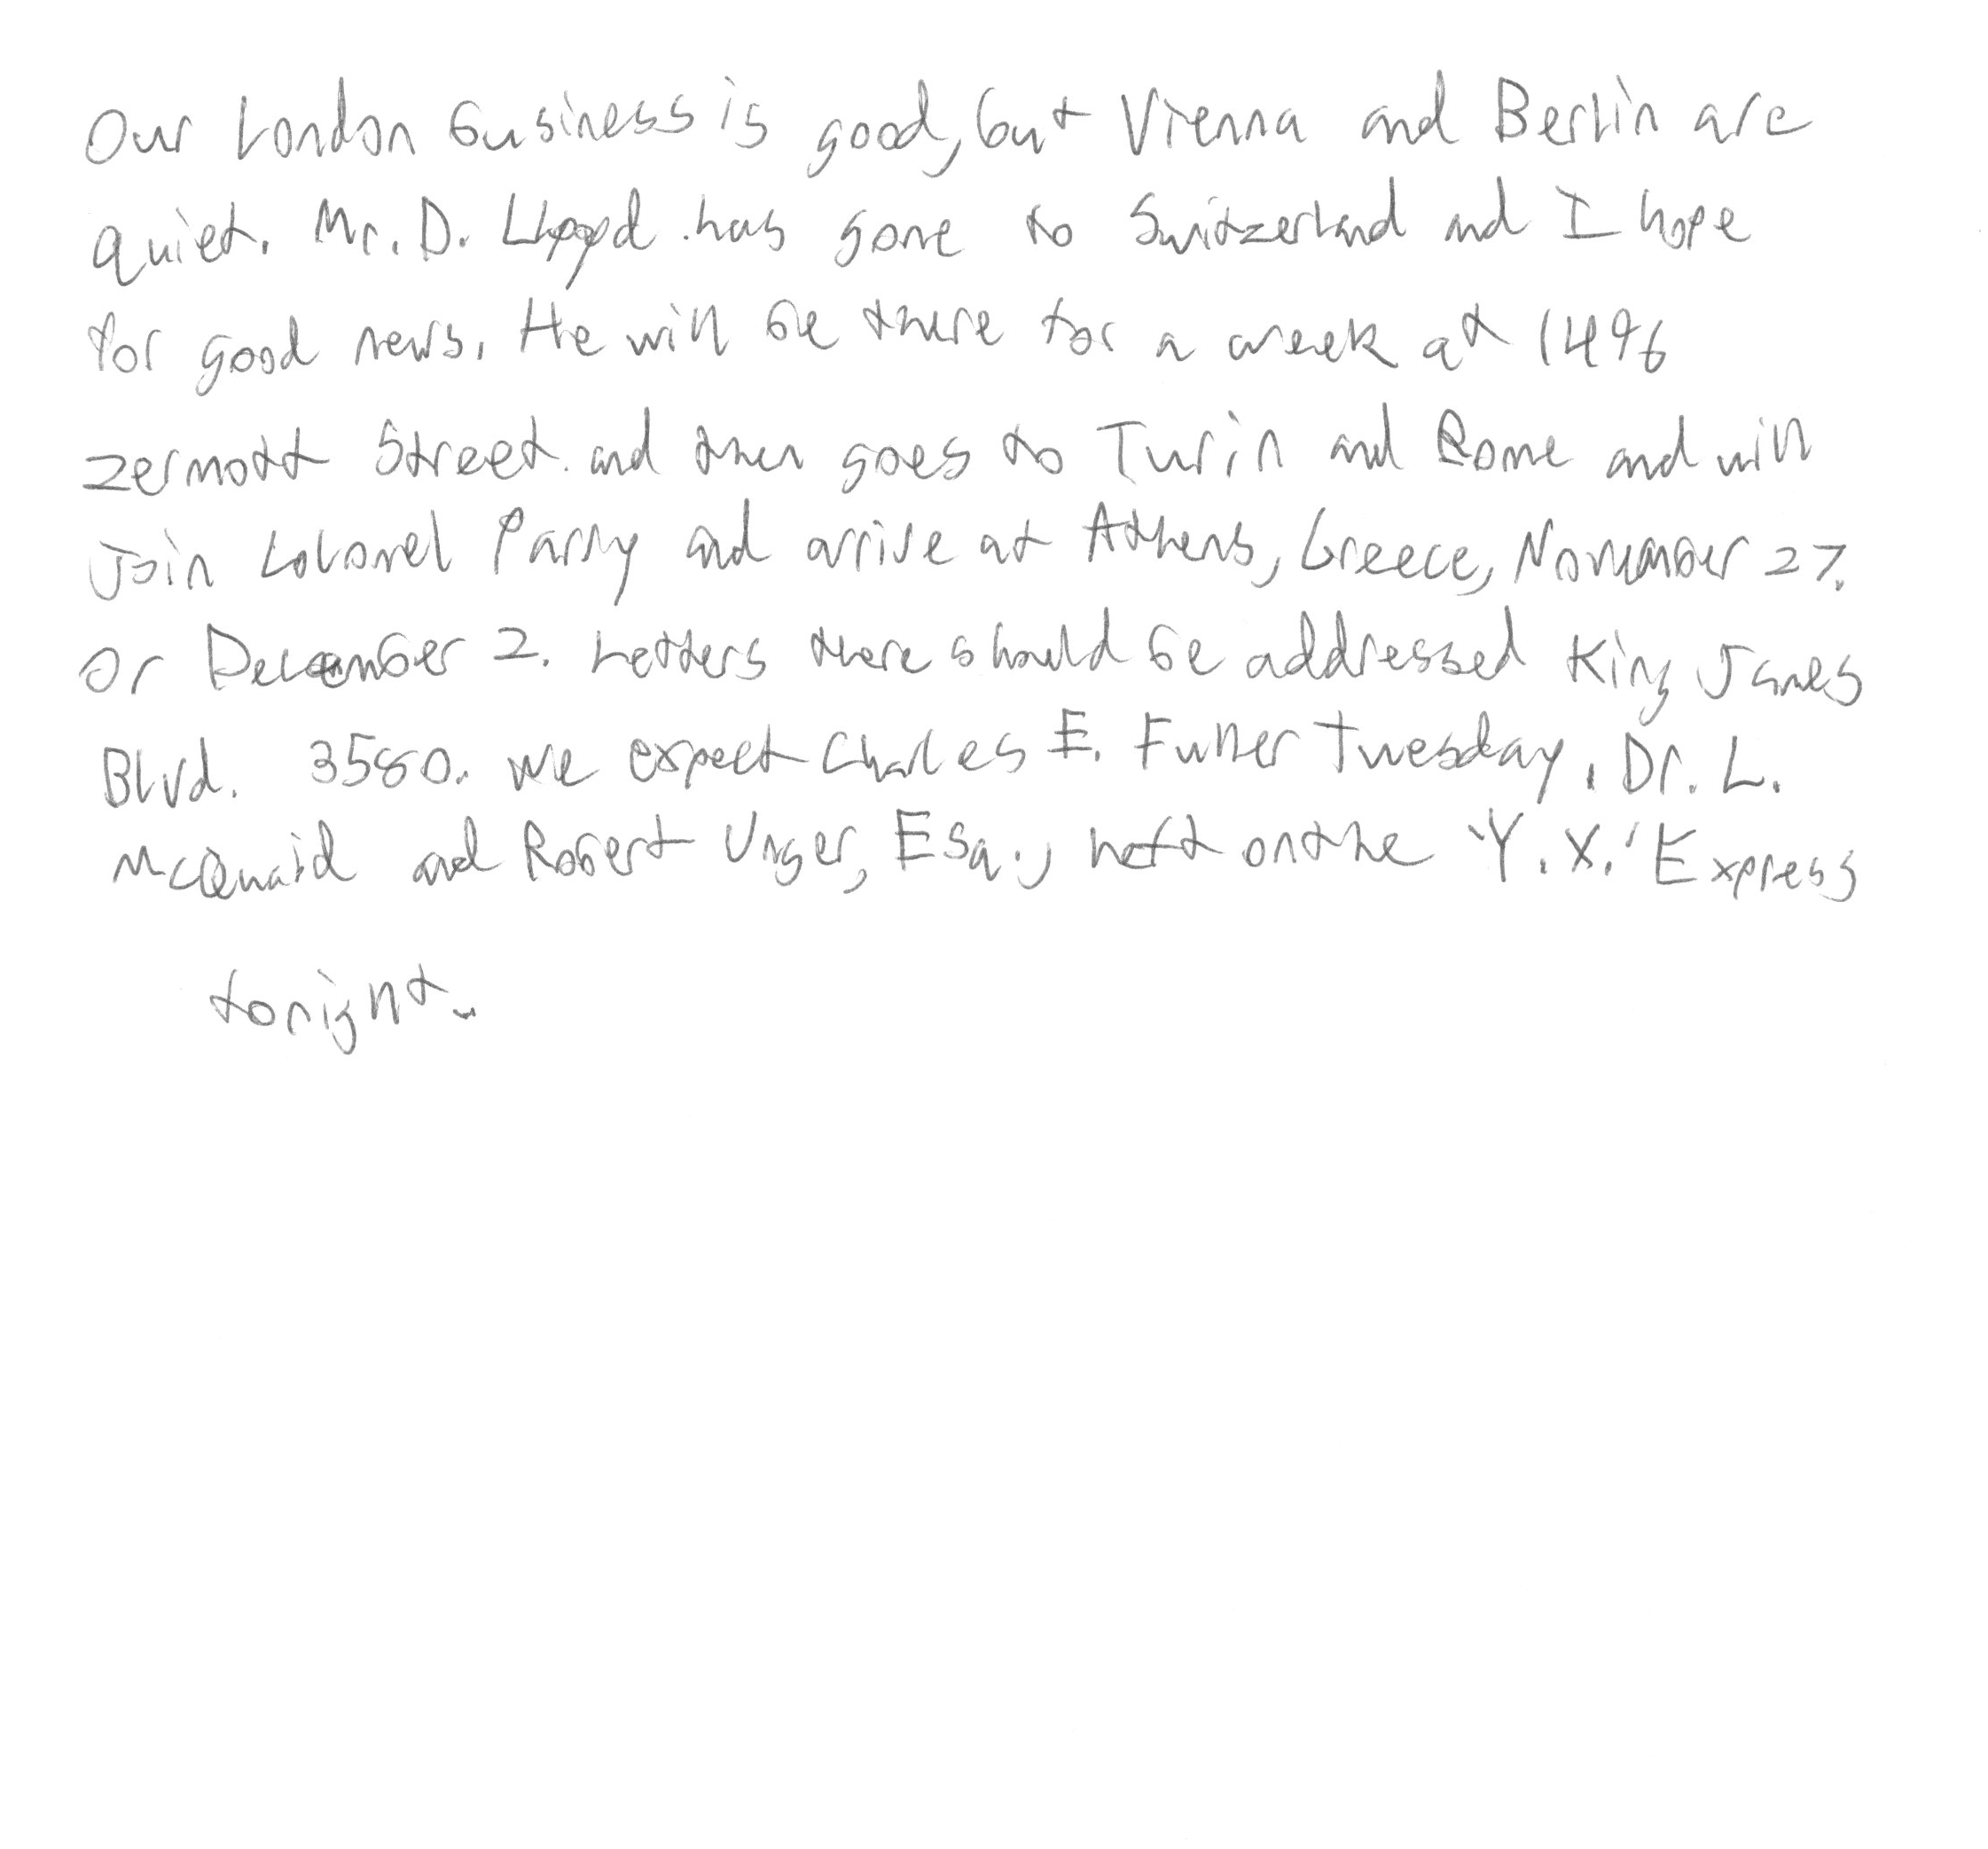 Our London business is good, but Vienna and Berlin are
quiet. Mr. D. Lloyd has gone to Switzerland and I hope
for good news. He will be there for a week at 1496
Zermott Street and then goes to Turin and Rome and will
Join Colonel Parry and arrive at Athens, Greece, November 27.
or December 2. Letters there should be addressed King James
Blvd. 3580. We expect Charles E. Fuller Tuesday. Dr. L.
McQuaid and Robert Unger, Esq., left on the 'Y.X.' Express
tonight.